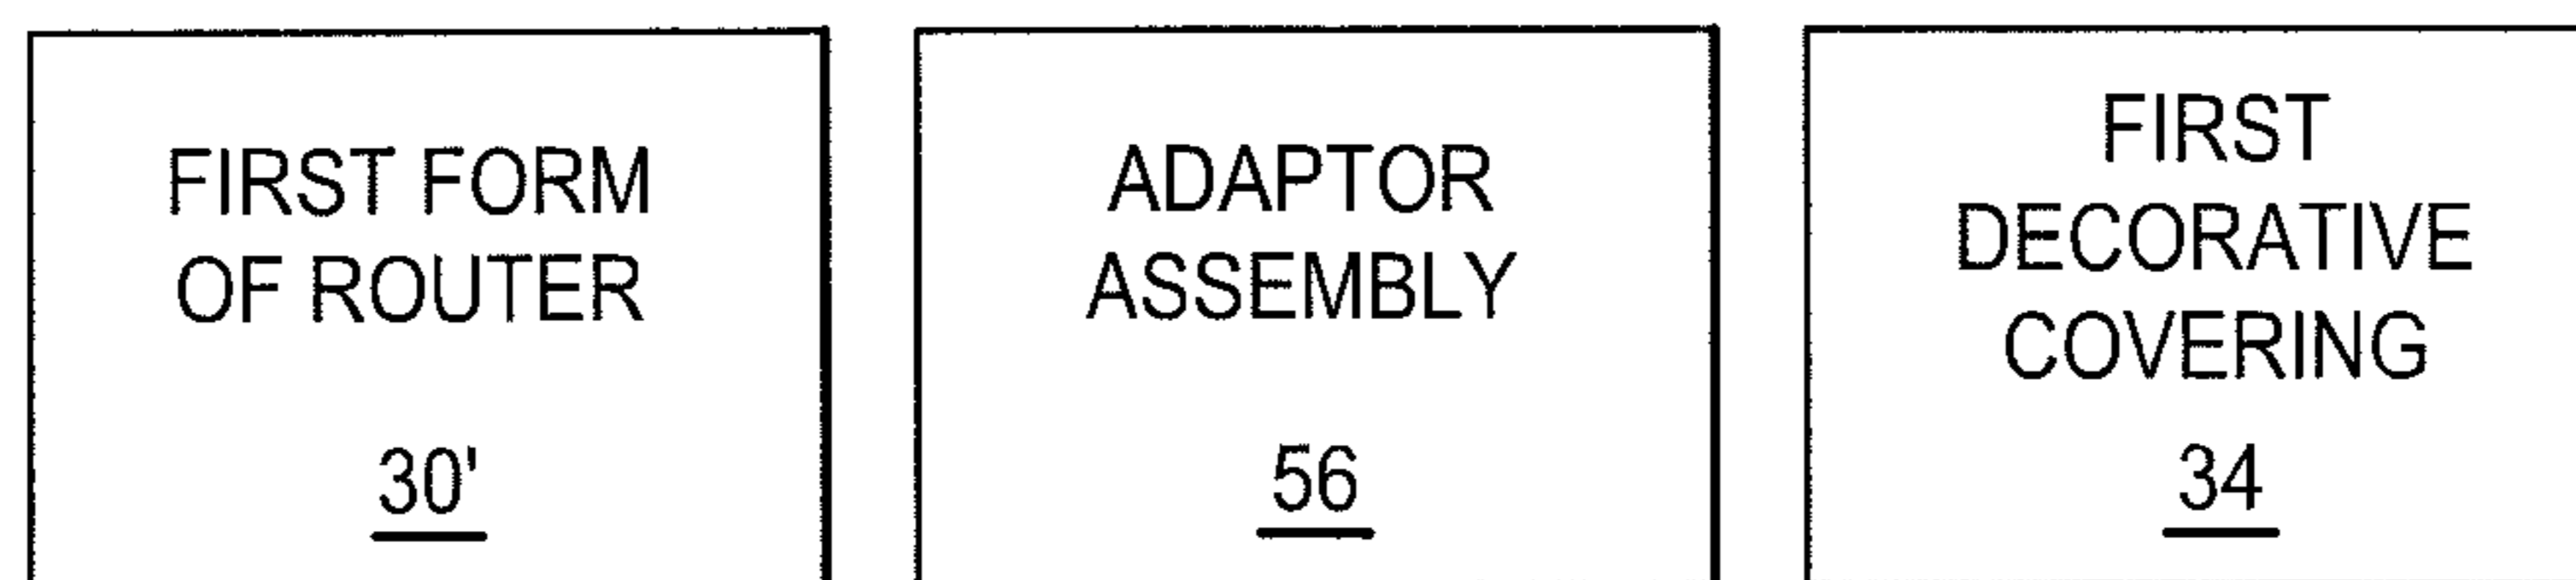 FIRST FORM
OF ROUTER
30'
ADAPTOR
ASSEMBLY
56
FIRST
DECORATIVE
COVERING
34